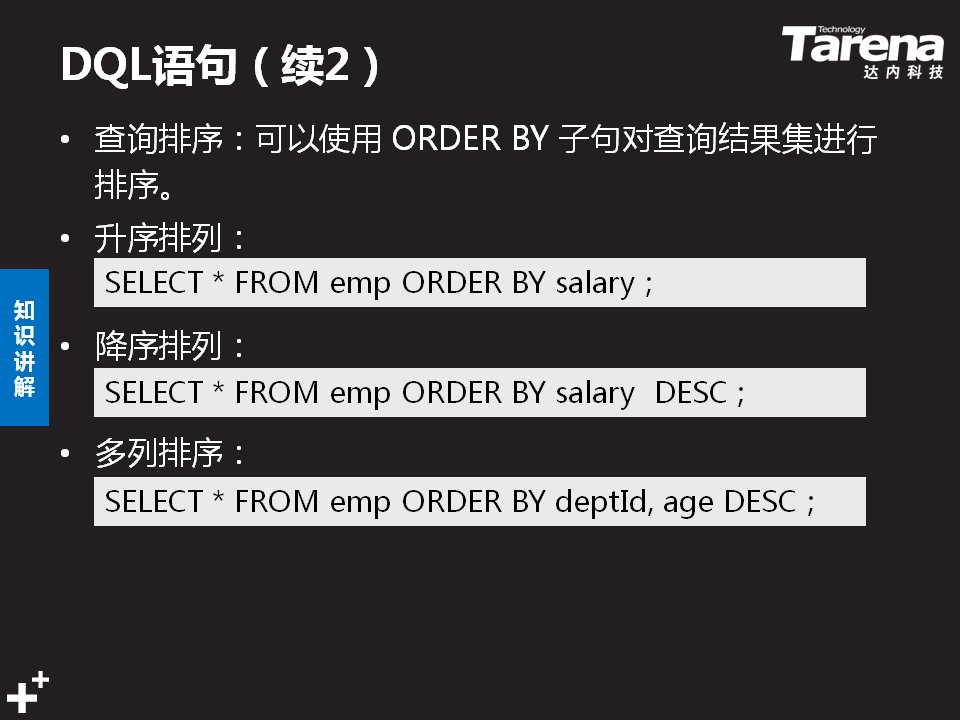 DQL语句（续2）
Technology
Tarena
达内科技
• 查询排序：可以使用 ORDER BY 子句对查询结果集进行
排序。
• 升序排列：
SELECT * FROM emp ORDER BY salary ;
• 降序排列：
SELECT * FROM emp ORDER BY salary  DESC ;
• 多列排序：
SELECT * FROM emp ORDER BY deptId, age DESC ;
知
识
讲
解